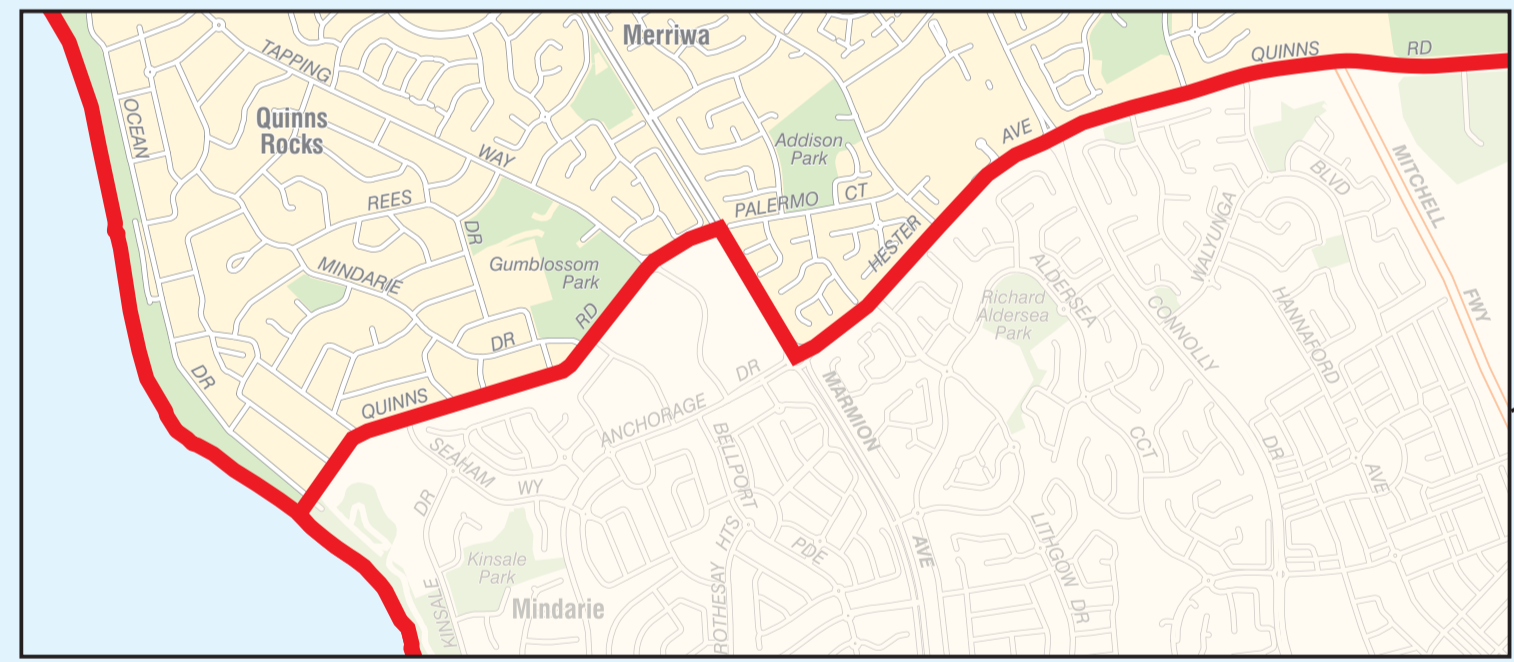 Merriwa
QUINNS
RD
TAPPING
OCEAN
Quinns
Rocks
AVE
Addison
Park
WAY
MITCHELL
BLVD
REES
PALERMO
CT
WALYUNGA
DR
HESTER
Gumblossom
Park
MINDARIE
ALDERSEA
Richard
Aldersea
Park
CONNOLLY
HANNAFORD
FWY
RD
DR
DR
DR
MARMION
QUINNS
ANCHORAGE
BELLPORT
SEAHAM
WY
CCT
DR
AVE
DR
HTS
PDE
AVE
LITHGOW
DR
Kinsale
Park
ROTHESAY
KINSALE
Mindarie